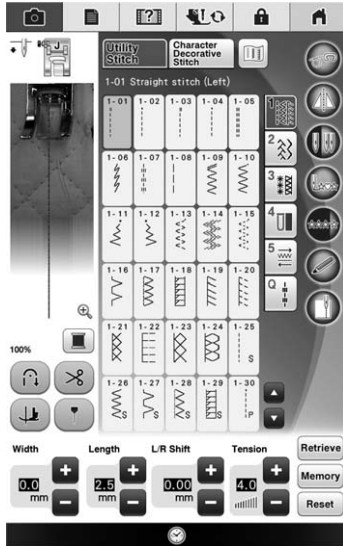 ?
J
Utility Stitch
Character Decorative Stitch
1-01 Straight stitch (Left)
1-01 1-02 1-03 1-04 1-05
1-06 1-07 1-08 1-09 1-10
1-11 1-12 1-13 1-14 1-15
1-16 1-17 1-18 1-19 1-20
1-21 1-22 1-23 1-24 1-25
S
1-26 1-27 1-28 1-29 1-30
S S S S P
1
2
3
4
5
Q
100%
Width Length L/R Shift Tension
0.0 mm
2.5 mm
0.00 mm
4.0
Retrieve
Memory
Reset